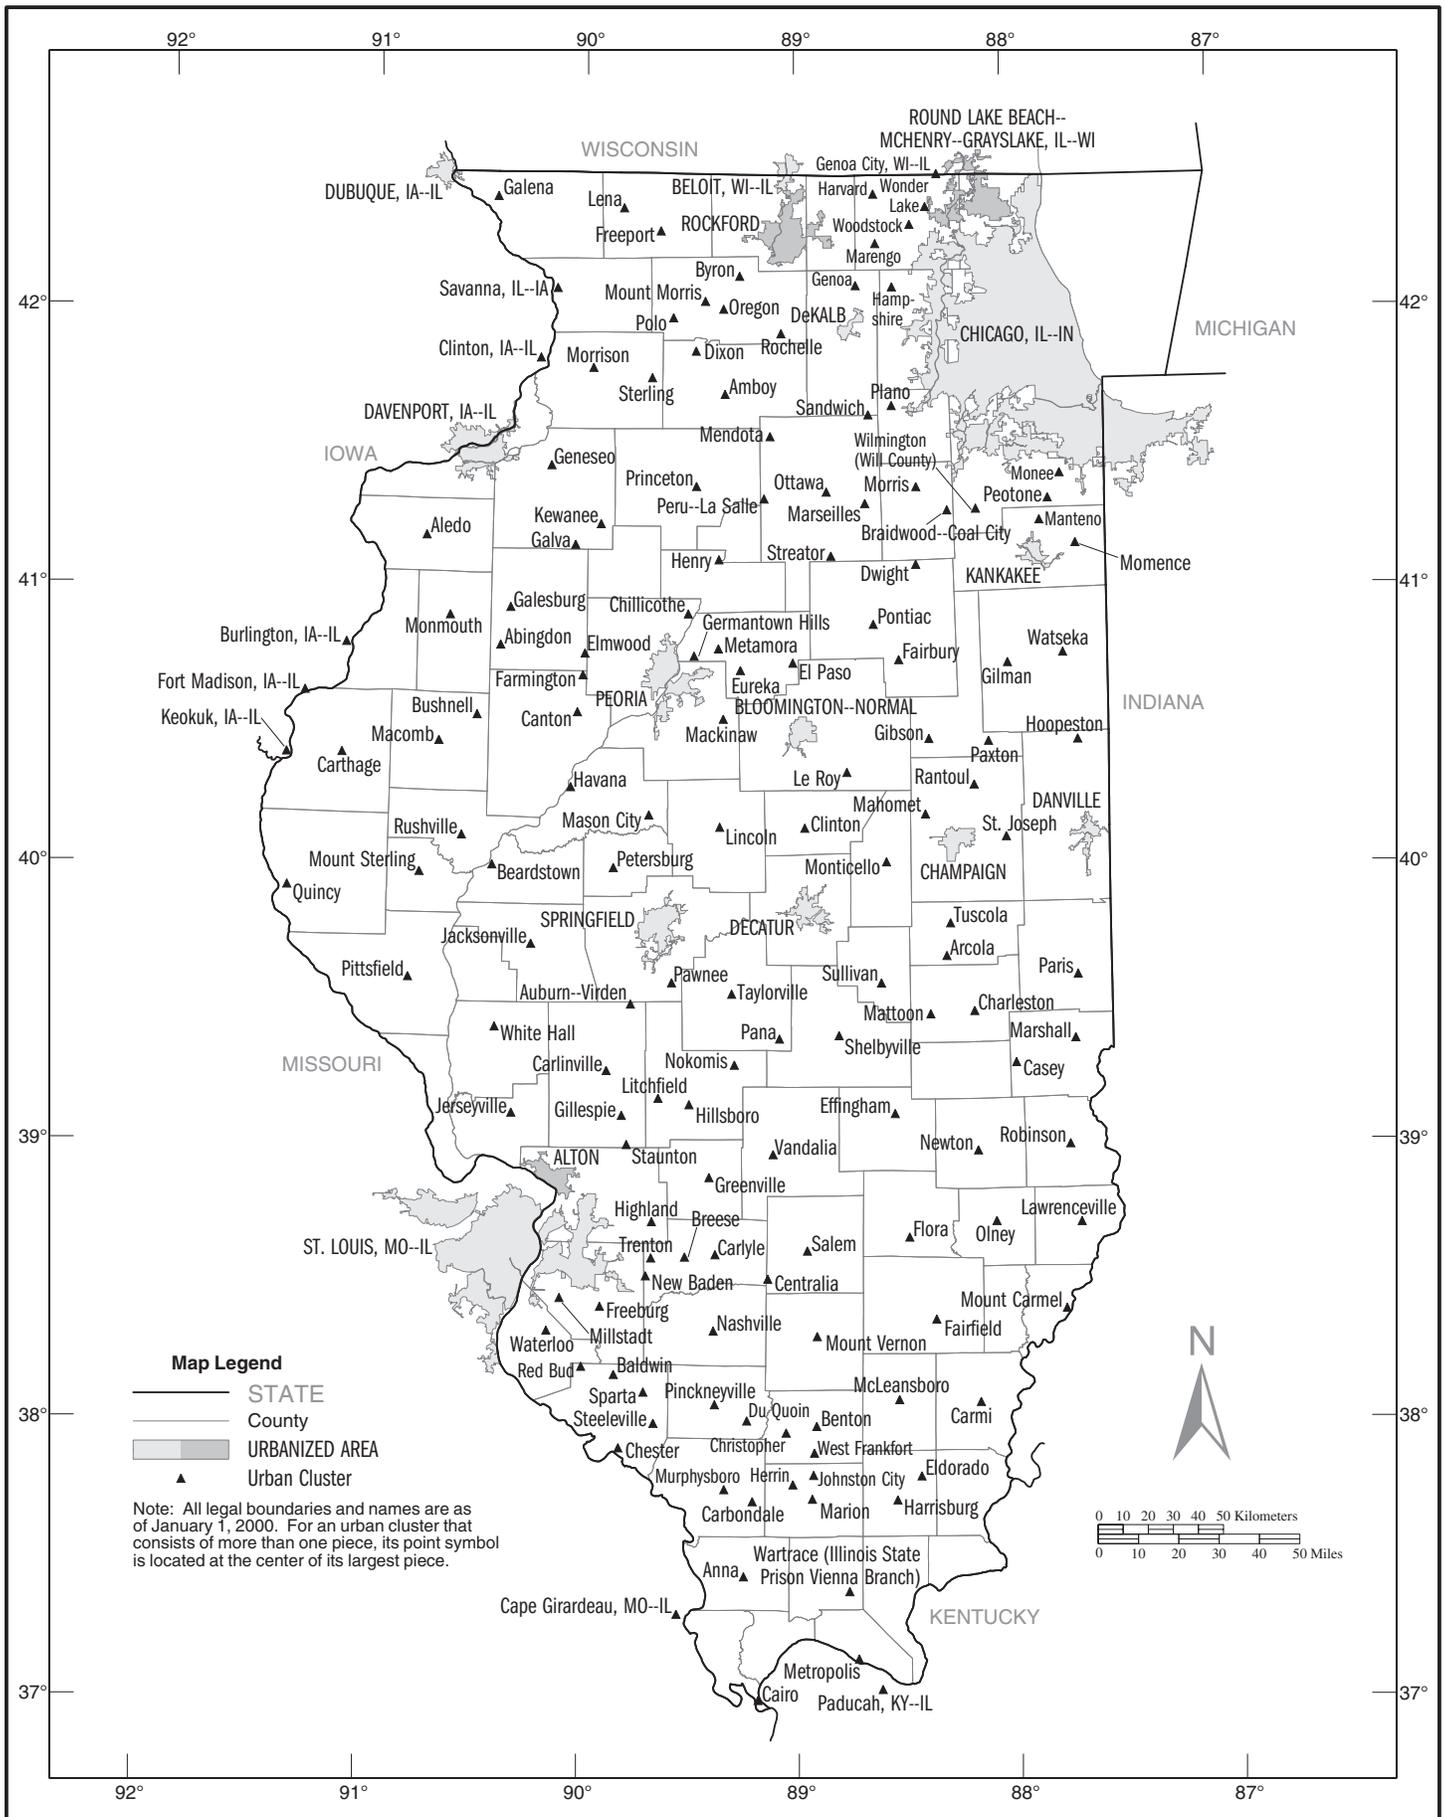 92°
91°
90°
89°
88°
87°
ROUND LAKE BEACH--
MCHENRY--GRAYSLAKE, IL--WI
WISCONSIN
Genoa City, WI--IL
DUBUQUE, IA--IL
Galena
Lena
BELOIT, WI--IL
Harvard
Wonder
Lake
Freeport
ROCKFORD
Woodstock
Marengo
Byron
Genoa
Savanna, IL--IA
Mount Morris
Oregon
Hamp-
shire
42°
42°
Polo
DeKALB
CHICAGO, IL--IN
MICHIGAN
Clinton, IA--IL
Morrison
Dixon
Rochelle
Sterling
Amboy
Plano
Sandwich
DAVENPORT, IA--IL
Mendota
Wilmington
(Will County)
IOWA
Geneseo
Princeton
Ottawa
Morris
Monee
Peotone
Peru--La Salle
Marseilles
Aledo
Kewanee
Braidwood--Coal City
Manteno
Galva
Henry
Streator
Dwight
KANKAKEE
Momence
41°
41°
Galesburg
Chillicothe
Monmouth
Germantown Hills
Pontiac
Burlington, IA--IL
Abingdon
Elmwood
Metamora
Fairbury
Watseka
Fort Madison, IA--IL
Farmington
El Paso
Gilman
Eureka
PEORIA
Keokuk, IA--IL
Bushnell
Canton
BLOOMINGTON--NORMAL
INDIANA
Macomb
Mackinaw
Gibson
Hoopeston
Carthage
Paxton
Havana
Le Roy
Rantoul
Mason City
Mahomet
DANVILLE
Rushville
Lincoln
Clinton
St. Joseph
40°
40°
Mount Sterling
Beardstown
Petersburg
Monticello
CHAMPAIGN
Quincy
SPRINGFIELD
DECATUR
Tuscola
Jacksonville
Arcola
Pittsfield
Pawnee
Sullivan
Paris
Auburn--Virden
Taylorville
Charleston
Mattoon
White Hall
Pana
Shelbyville
Marshall
MISSOURI
Carlinville
Nokomis
Casey
Litchfield
Jerseyville
Gillespie
Hillsboro
Effingham
39°
39°
Staunton
Vandalia
Newton
Robinson
ALTON
Greenville
Highland
Breese
Lawrenceville
ST. LOUIS, MO--IL
Trenton
Carlyle
Salem
Flora
Olney
New Baden
Centralia
Mount Carmel
Freeburg
Millstadt
Nashville
Fairfield
Waterloo
Mount Vernon
N
Map Legend
STATE
County
URBANIZED AREA
Urban Cluster
Red Bud
Baldwin
Sparta
Pinckneyville
McLeansboro
38°
38°
Steeleville
Du Quoin
Benton
Carmi
Chester
Christopher
West Frankfort
Murphysboro
Herrin
Johnston City
Eldorado
Carbondale
Marion
Harrisburg
Note: All legal boundaries and names are as
of January 1, 2000. For an urban cluster that
consists of more than one piece, its point symbol
is located at the center of its largest piece.
0 10 20 30 40 50 Kilometers
0 10 20 30 40 50 Miles
Anna
Wartrace (Illinois State
Prison Vienna Branch)
Cape Girardeau, MO--IL
KENTUCKY
Metropolis
37°
37°
Cairo
Paducah, KY--IL
92°
91°
90°
89°
88°
87°